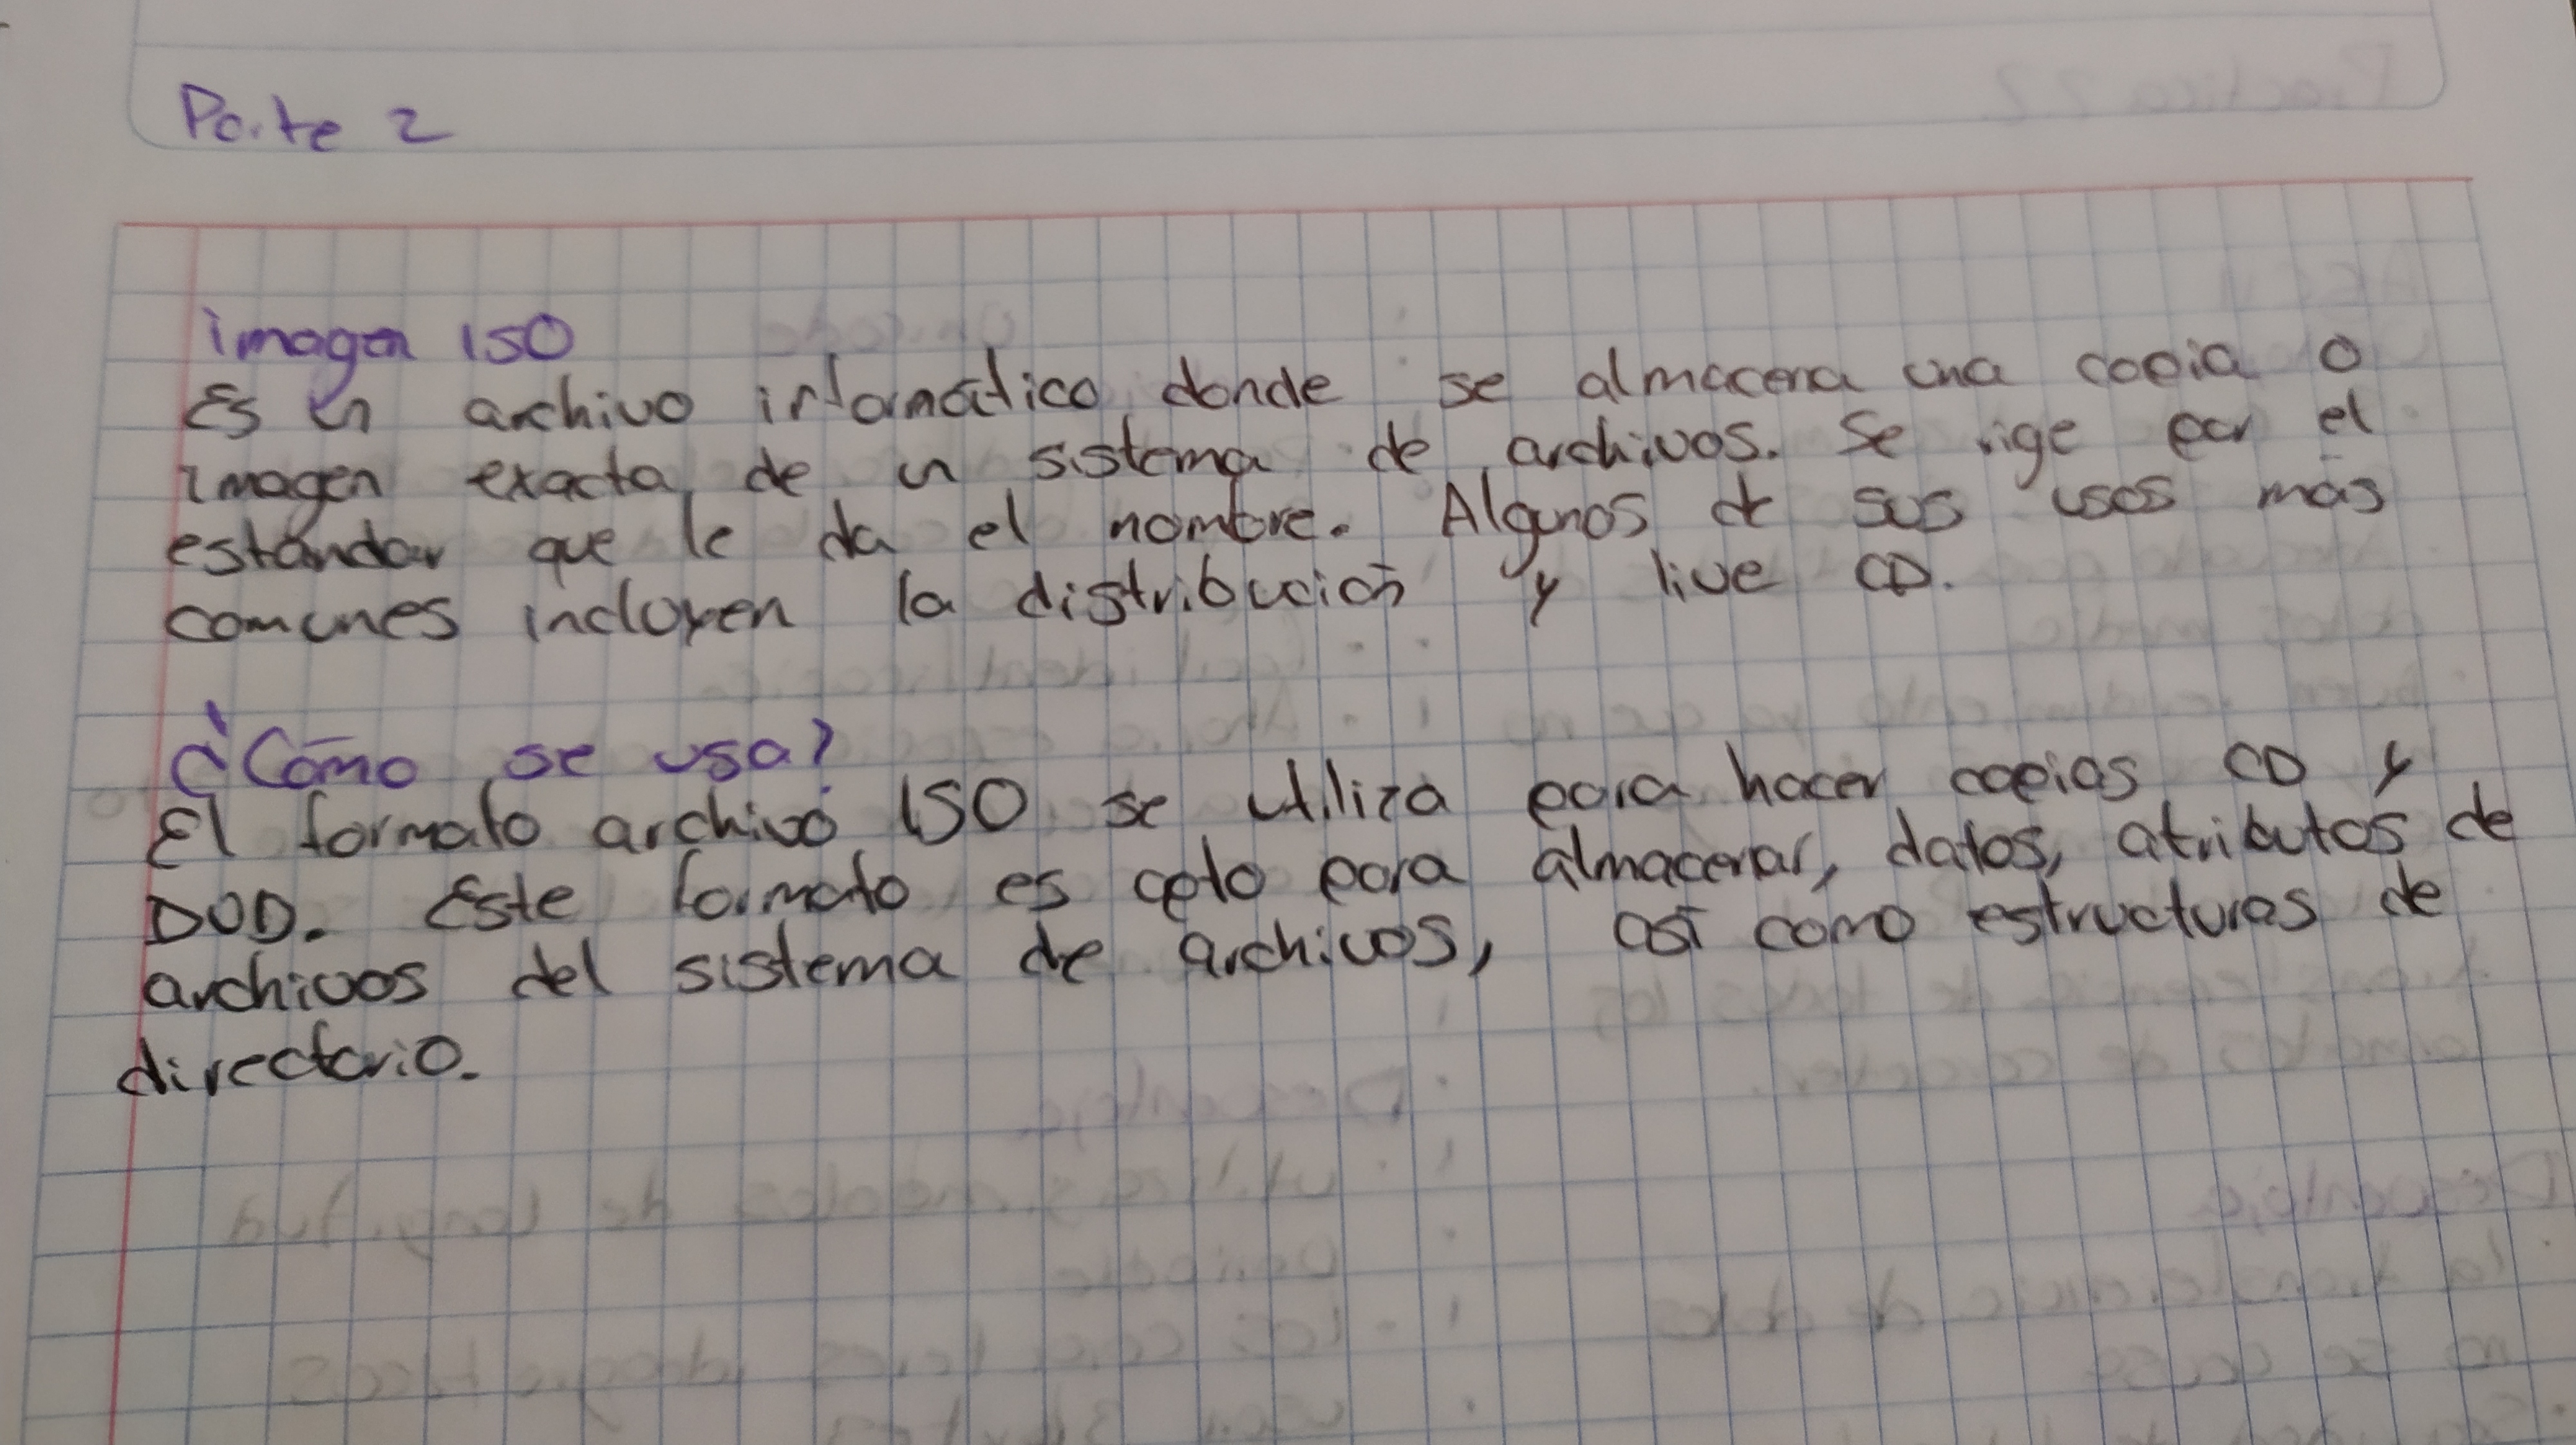 Parte 2
imagen ISO
Es un archivo informático donde se almacena una copia o
imagen exacta de un sistema de archivos. Se rige por el
estándar que le da el nombre. Algunos de sus usos más
comunes incluyen la distribución y live CD.
¿Cómo se usa?
El formato archivo ISO se utiliza para hacer copias CD y
DVD. Este formato es apto para almacenar, datos, atributos de
archivos del sistema de archivos, así como estructuras de
directorio.